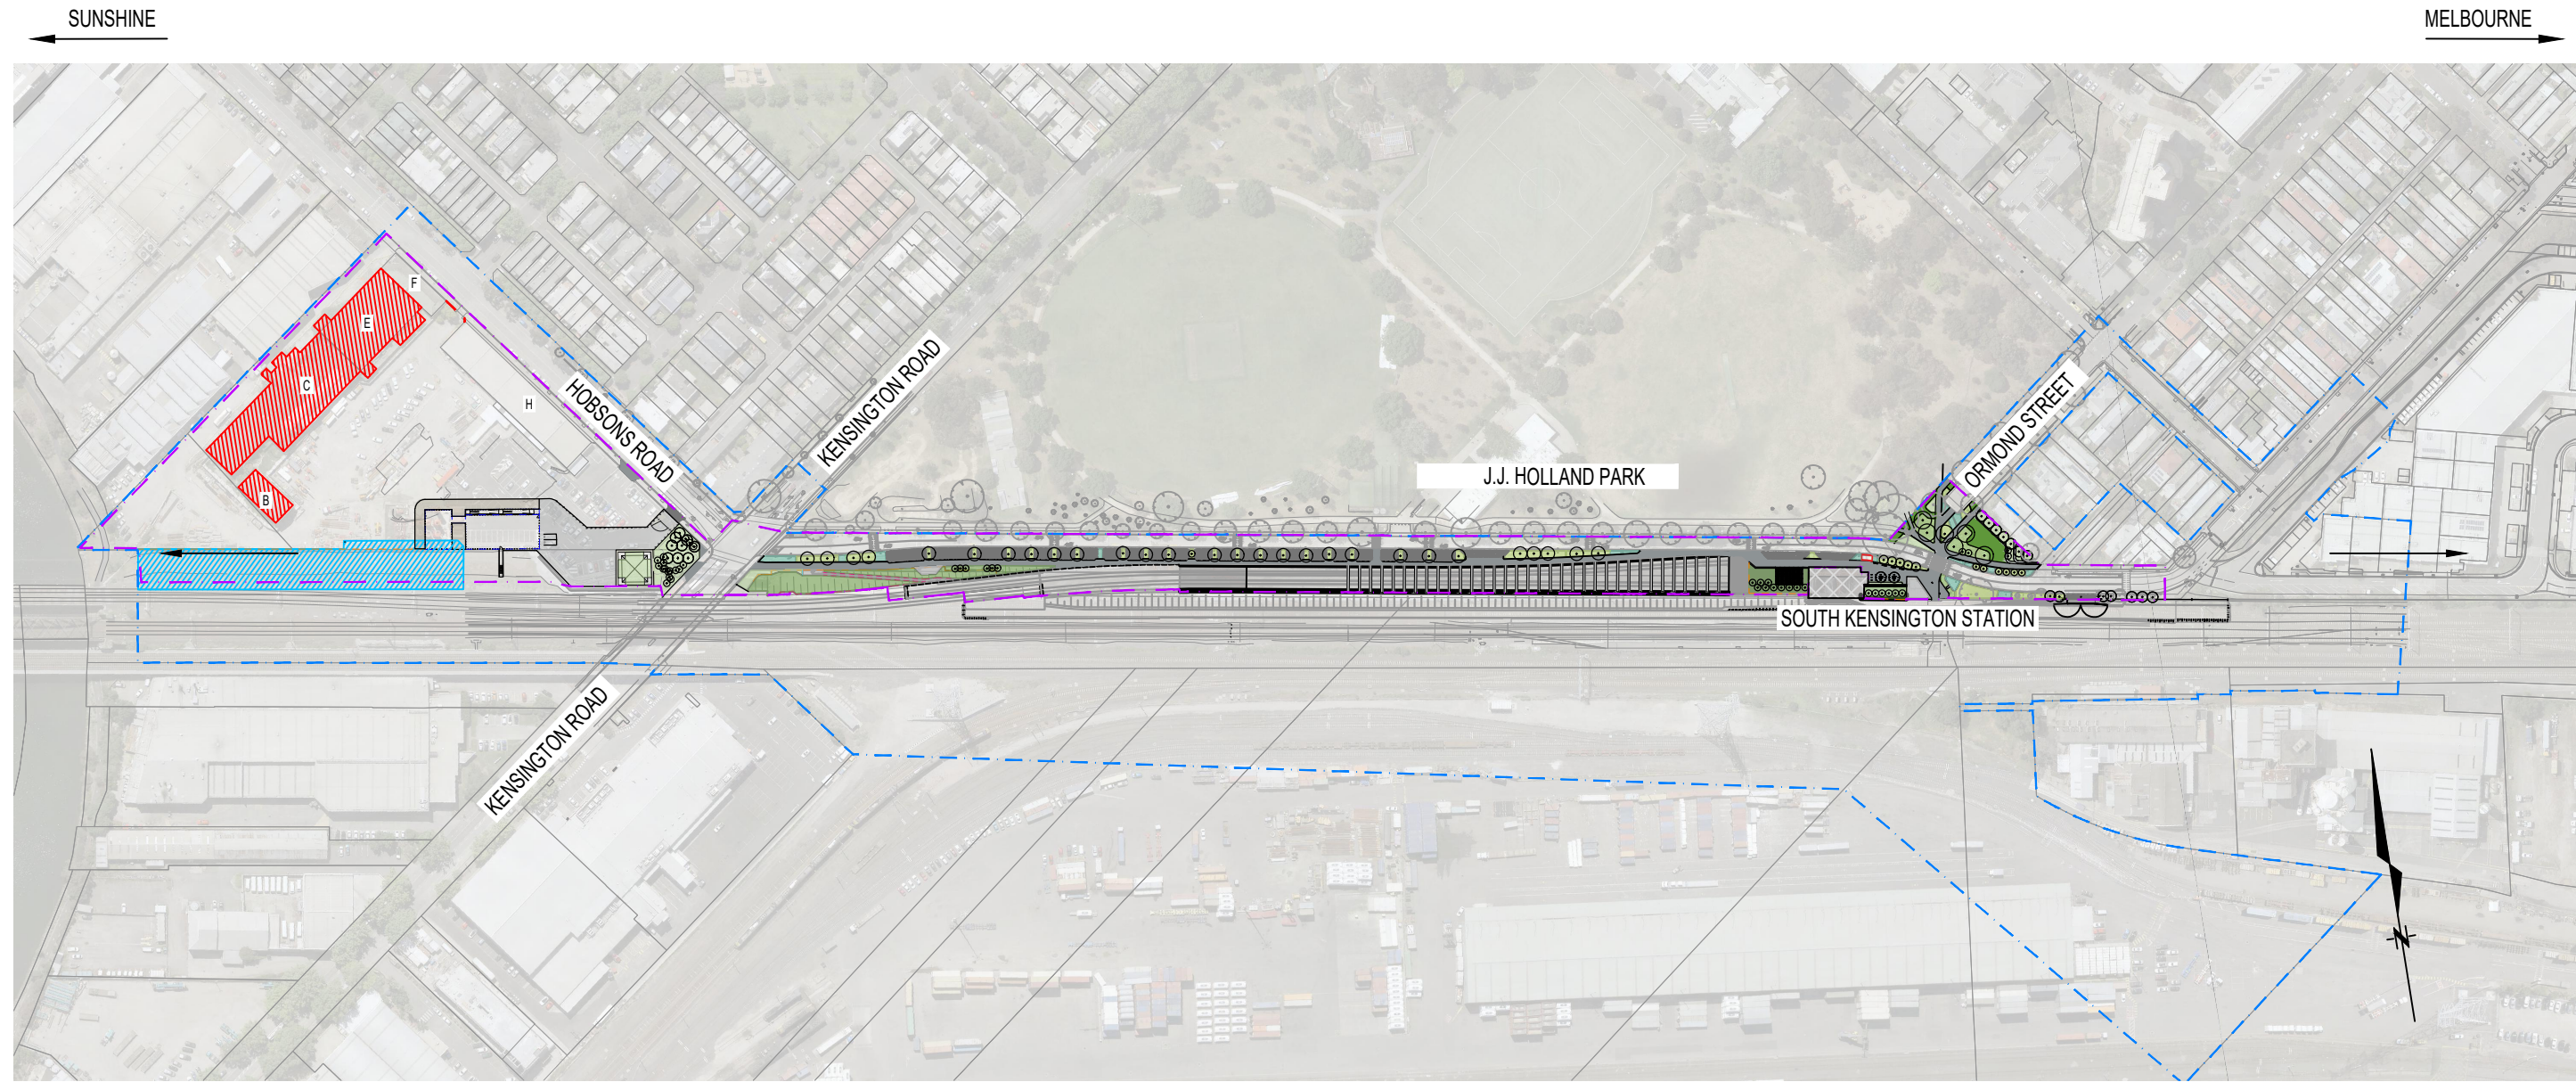 SUNSHINE
MELBOURNE
F
E
C
H
B
HOBSONS ROAD
KENSINGTON ROAD
J.J. HOLLAND PARK
ORMOND STREET
SOUTH KENSINGTON STATION
KENSINGTON ROAD
N